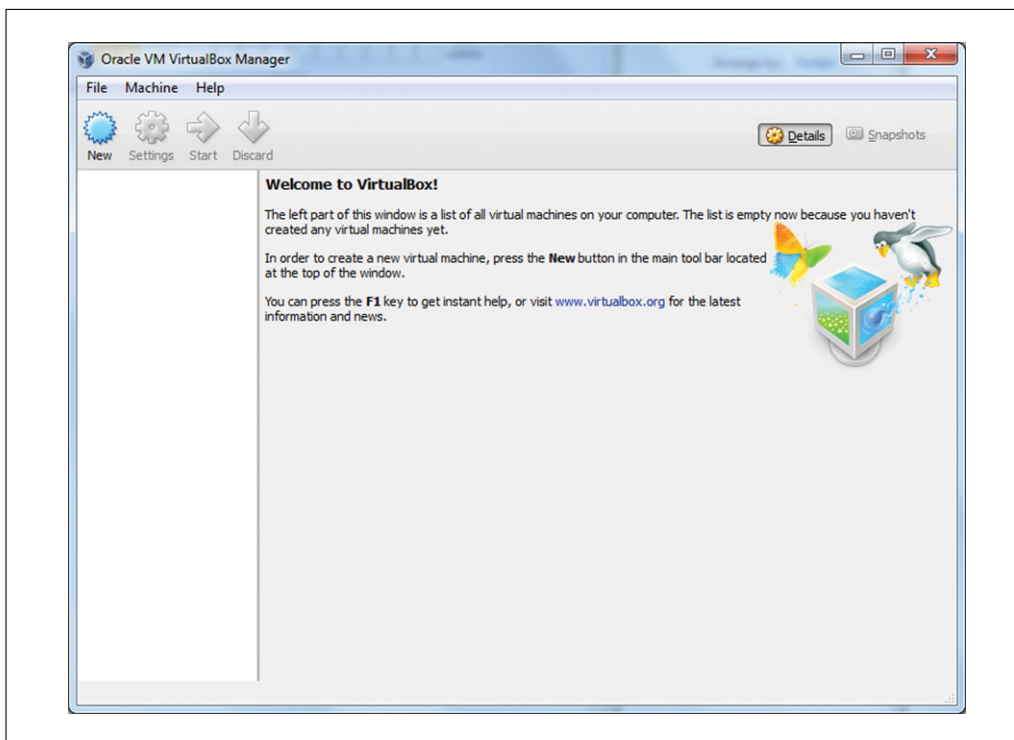 Oracle VM VirtualBox Manager
File Machine Help
New Settings Start Discard
Details Snapshots
Welcome to VirtualBox!
The left part of this window is a list of all virtual machines on your computer. The list is empty now because you haven't
created any virtual machines yet.
In order to create a new virtual machine, press the New button in the main tool bar located
at the top of the window.
You can press the F1 key to get instant help, or visit www.virtualbox.org for the latest
information and news.